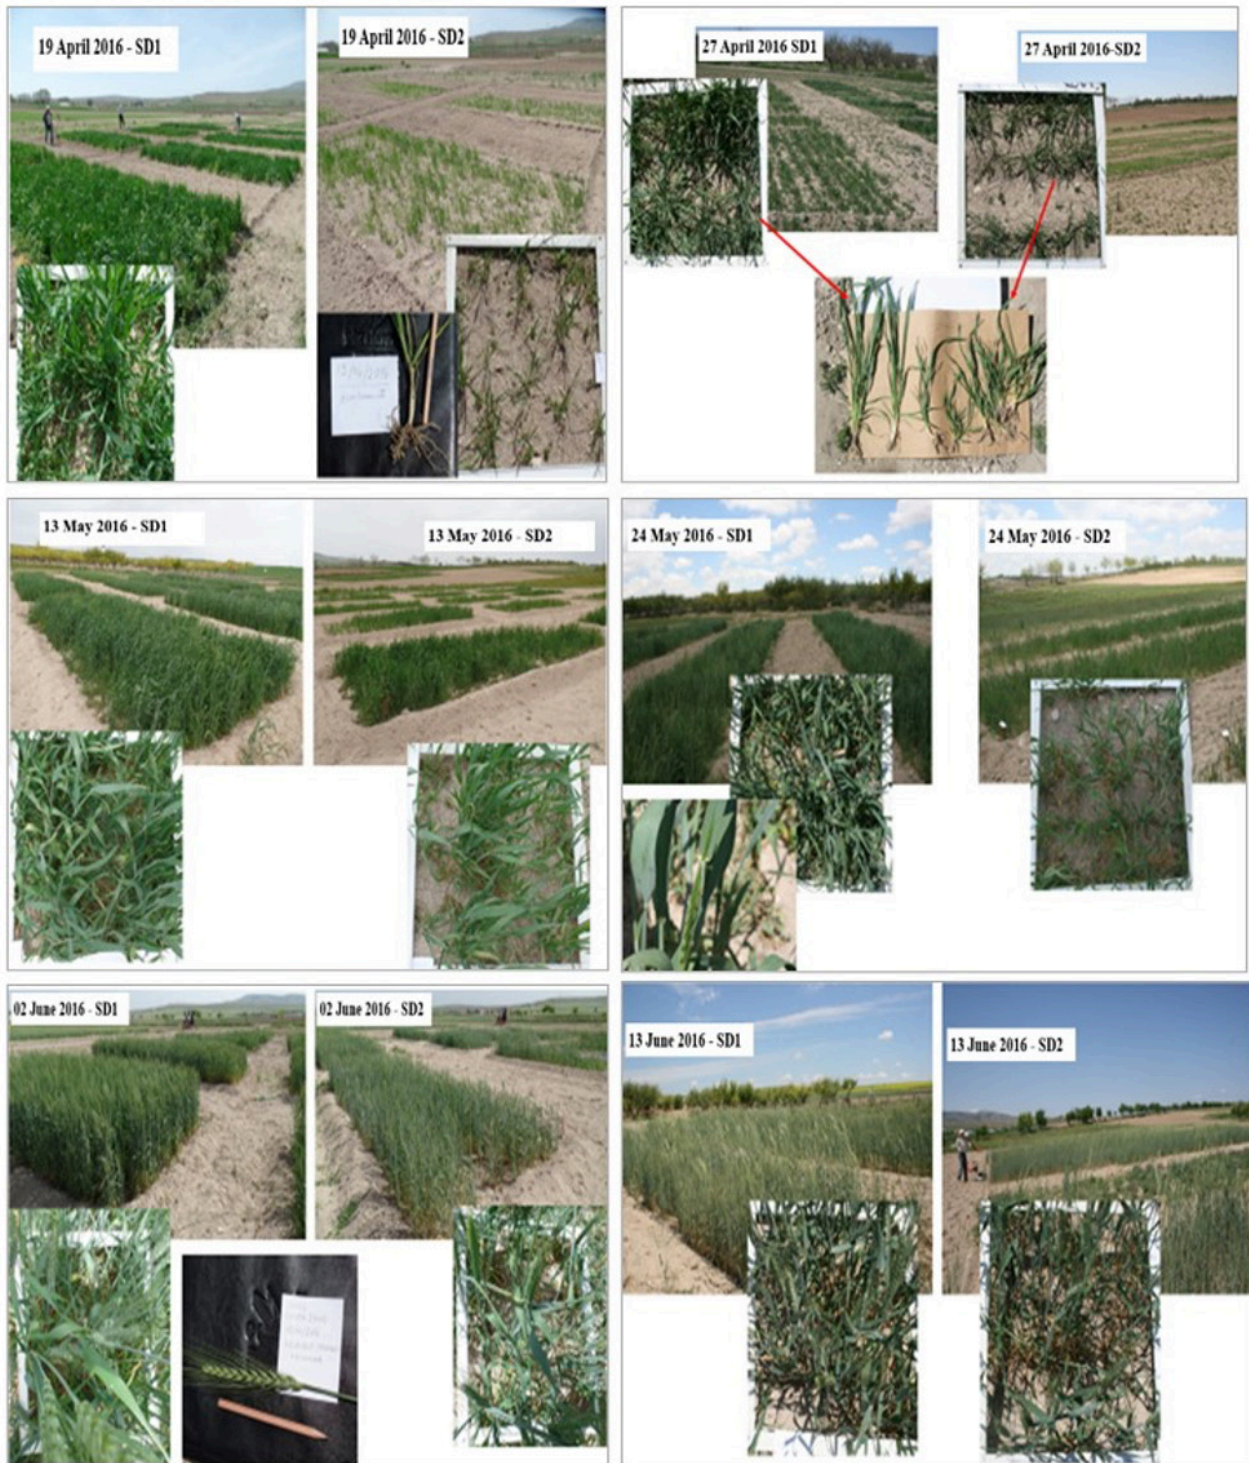 19 April 2016 - SD1
19 April 2016-SD2
27 April 2016 SD1
27 April 2016-SD2
13 May 2016 - SD1
13 May 2016 - SD2
24 May 2016 - SD1
24 May 2016 - SD2
02 June 2016 - SD1
02 June 2016 - SD2
13 June 2016 - SD1
13 June 2016 - SD2